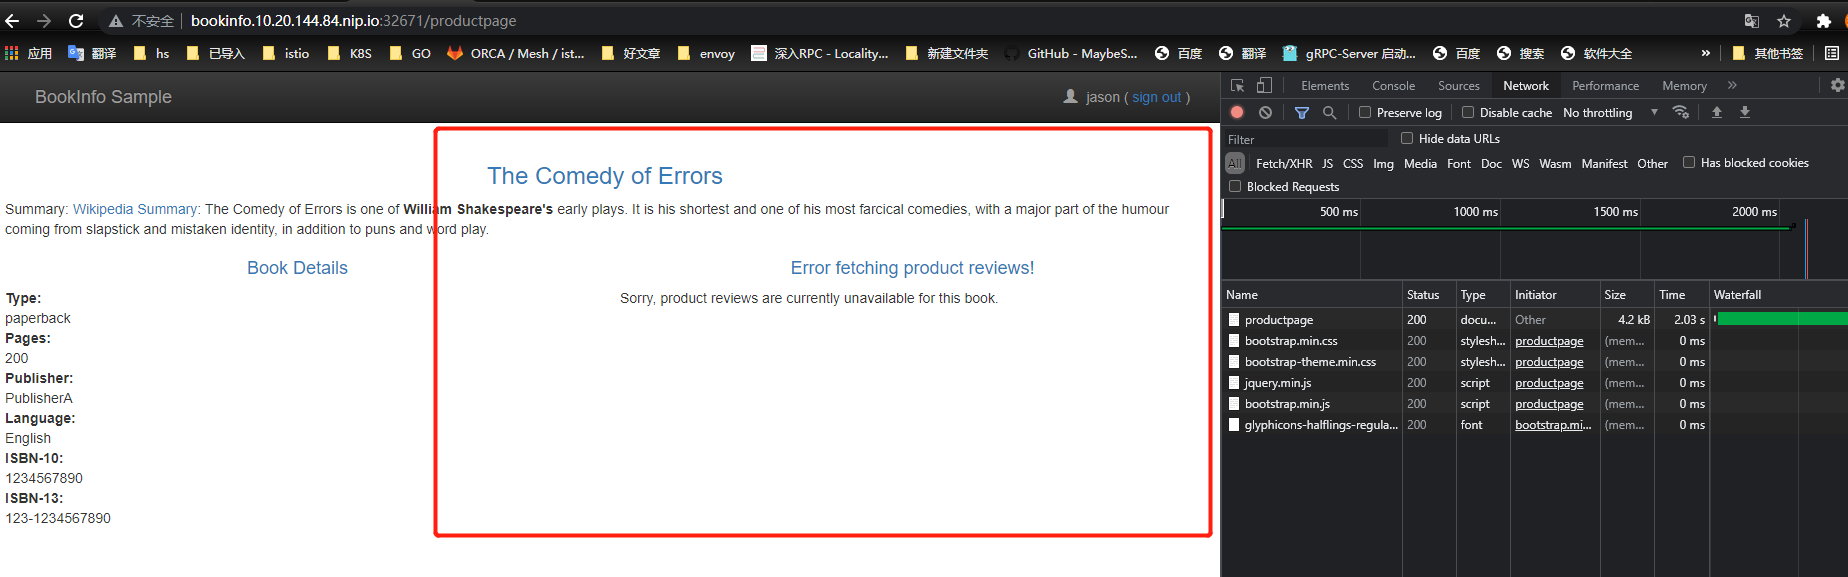 不安全 bookinfo.10.20.144.84.nip.io:32671/productpage
应用 翻译 hs 已导入 istio K8S GO ORCA / Mesh / ist... 好文章 envoy 深入RPC - Locality... 新建文件夹 GitHub - MaybeS... 百度 翻译 gRPC-Server 启动... 百度 搜索 软件大全 » 其他书签
BookInfo Sample jason ( sign out )
The Comedy of Errors
Summary: Wikipedia Summary: The Comedy of Errors is one of William Shakespeare's early plays. It is his shortest and one of his most farcical comedies, with a major part of the humour
coming from slapstick and mistaken identity, in addition to puns and word play.
Book Details
Type:
paperback
Pages:
200
Publisher:
PublisherA
Language:
English
ISBN-10:
1234567890
ISBN-13:
123-1234567890
Error fetching product reviews!
Sorry, product reviews are currently unavailable for this book.
Elements Console Sources Network Performance Memory »
Preserve log Disable cache No throttling
Filter Hide data URLs
All Fetch/XHR JS CSS Img Media Font Doc WS Wasm Manifest Other Has blocked cookies
Blocked Requests
500 ms 1000 ms 1500 ms 2000 ms
Name Status Type Initiator Size Time Waterfall
productpage 200 docu... Other 4.2 kB 2.03 s
bootstrap.min.css 200 stylesh... productpage (mem... 0 ms
bootstrap-theme.min.css 200 stylesh... productpage (mem... 0 ms
jquery.min.js 200 script productpage (mem... 0 ms
bootstrap.min.js 200 script productpage (mem... 0 ms
glyphicons-halflings-regula... 200 font bootstrap.mi... (mem... 0 ms